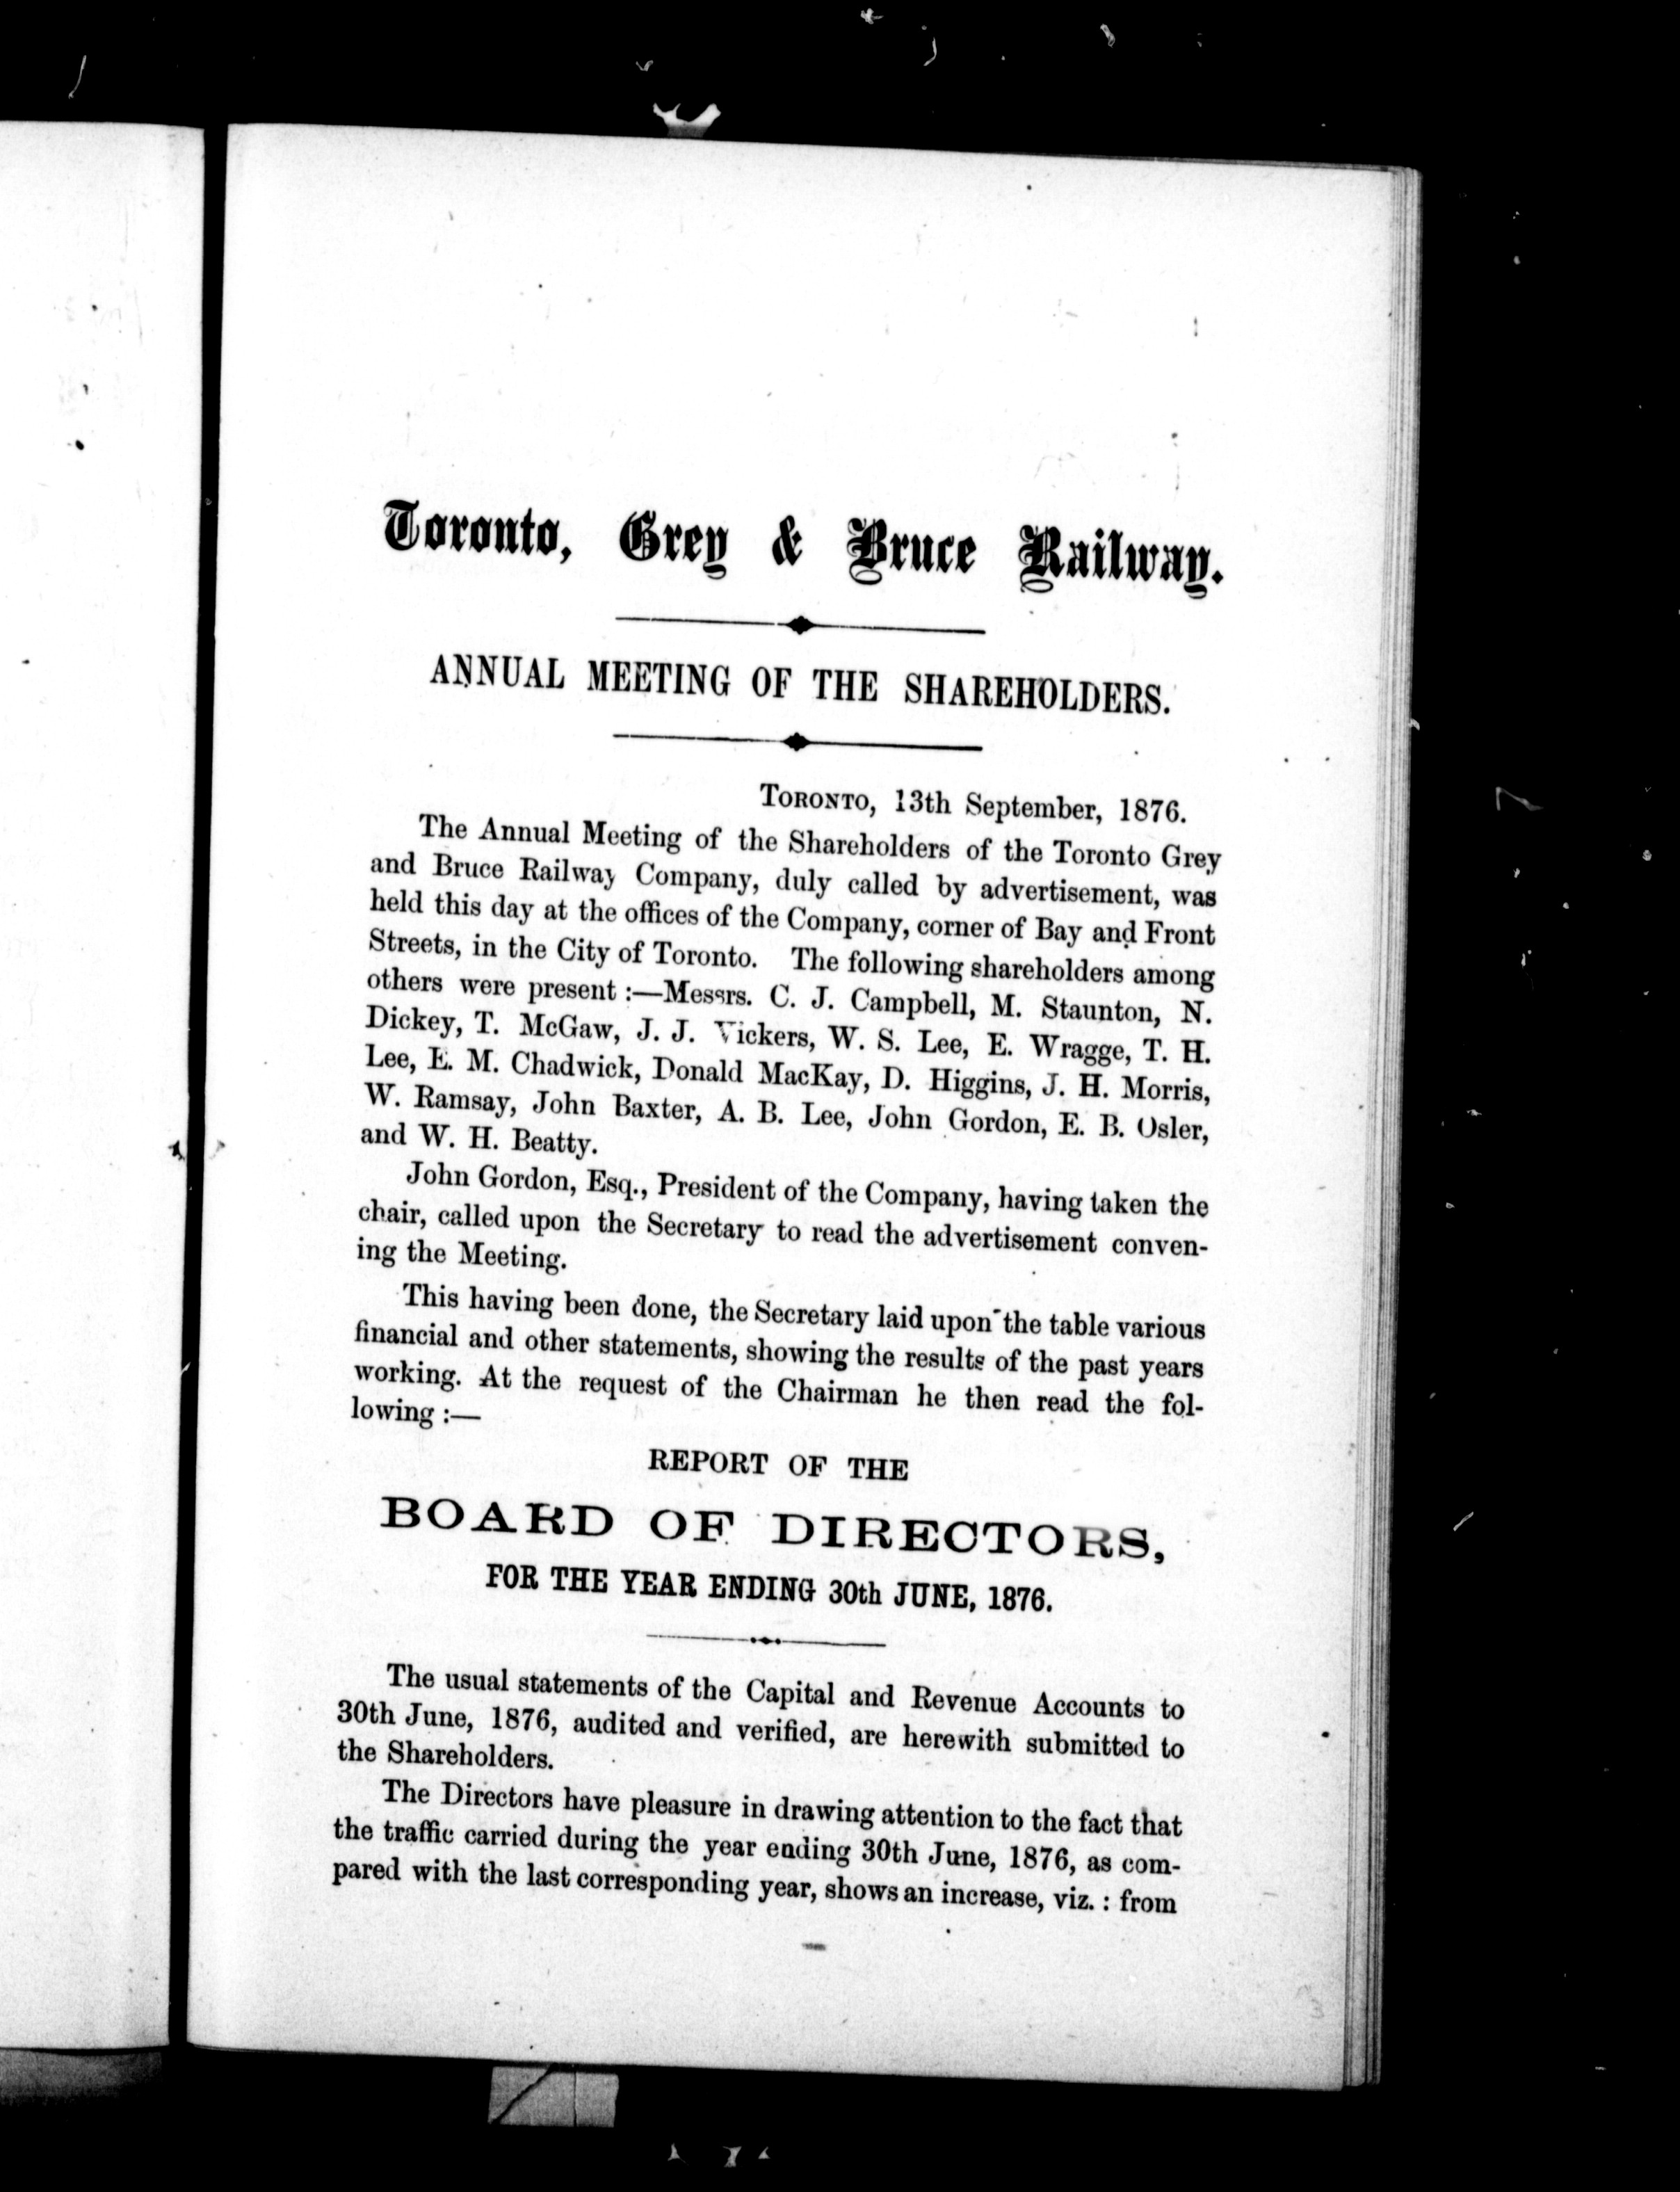 Toronto, Grey & Bruce Railway.
ANNUAL MEETING OF THE SHAREHOLDERS.
TORONTO, 13th September, 1876.
The Annual Meeting of the Shareholders of the Toronto Grey
and Bruce Railway Company, duly called by advertisement, was
held this day at the offices of the Company, corner of Bay and Front
Streets, in the City of Toronto. The following shareholders among
others were present :—Messrs. C. J. Campbell, M. Staunton, N.
Dickey, T. McGaw, J. J. Vickers, W. S. Lee, E. Wragge, T. H.
Lee, E. M. Chadwick, Donald MacKay, D. Higgins, J. H. Morris,
W. Ramsay, John Baxter, A. B. Lee, John Gordon, E. B. Osler,
and W. H. Beatty.
John Gordon, Esq., President of the Company, having taken the
chair, called upon the Secretary to read the advertisement conven-
ing the Meeting.
This having been done, the Secretary laid upon the table various
financial and other statements, showing the results of the past years
working. At the request of the Chairman he then read the fol-
lowing :—
REPORT OF THE
BOARD OF DIRECTORS,
FOR THE YEAR ENDING 30th JUNE, 1876.
The usual statements of the Capital and Revenue Accounts to
30th June, 1876, audited and verified, are herewith submitted to
the Shareholders.
The Directors have pleasure in drawing attention to the fact that
the traffic carried during the year ending 30th June, 1876, as com-
pared with the last corresponding year, shows an increase, viz. : from